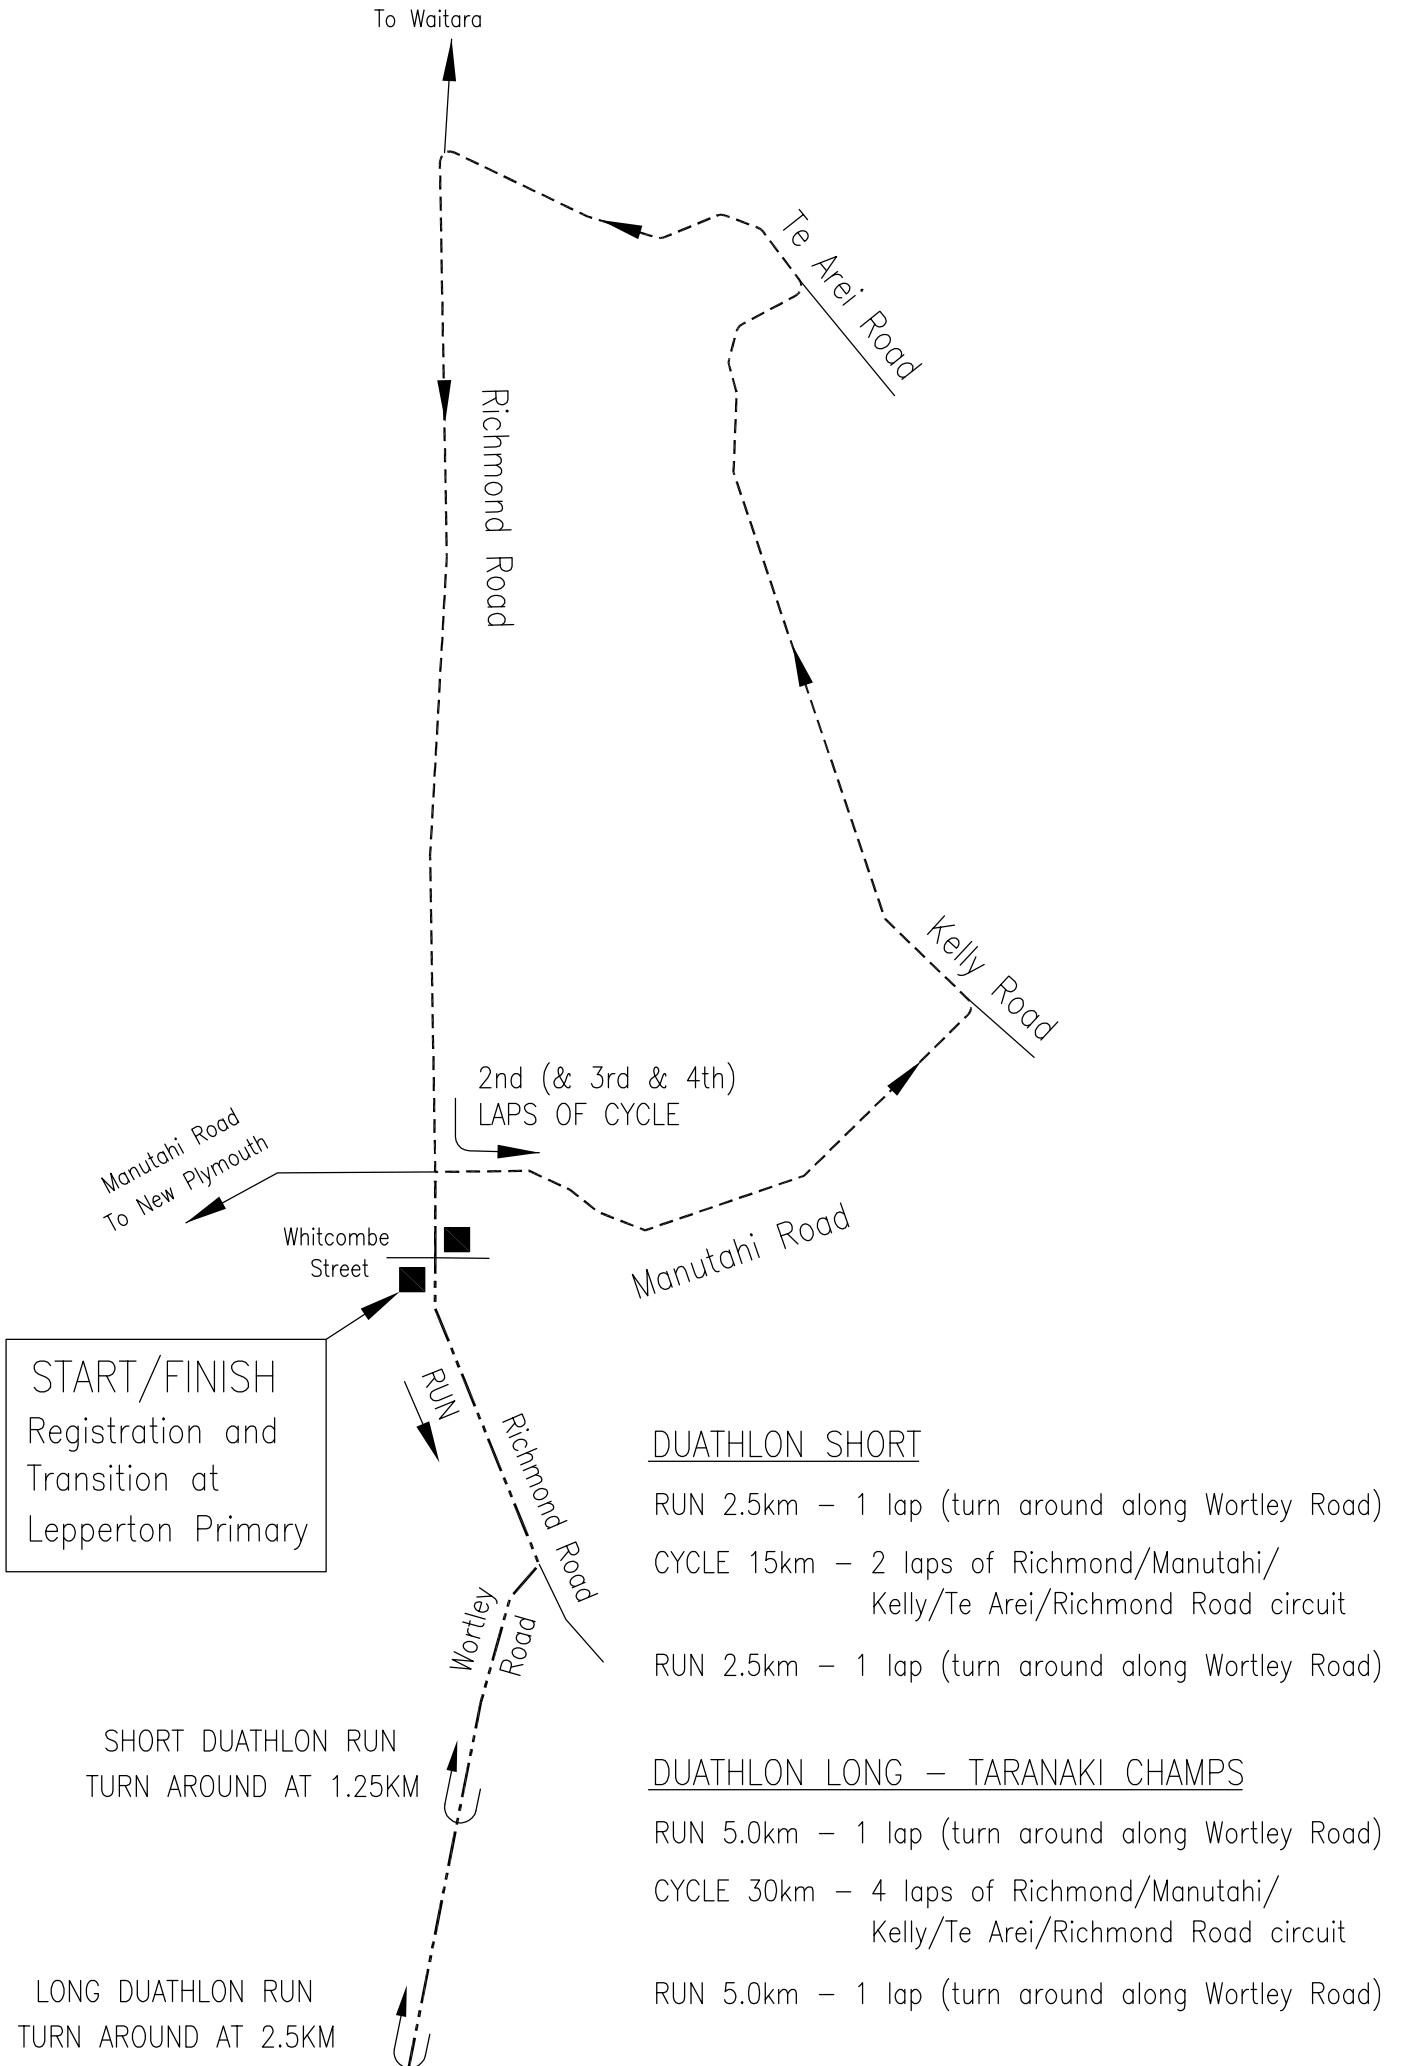 To Waitara
Te Arei Road
Richmond Road
Kelly Road
2nd (& 3rd & 4th)
LAPS OF CYCLE
Manutahi Road
To New Plymouth
Whitcombe
Street
Manutahi Road
START/FINISH
Registration and
Transition at
Lepperton Primary
RUN
Richmond Road
Wortley
Road
SHORT DUATHLON RUN
TURN AROUND AT 1.25KM
LONG DUATHLON RUN
TURN AROUND AT 2.5KM
DUATHLON SHORT
RUN 2.5km – 1 lap (turn around along Wortley Road)
CYCLE 15km – 2 laps of Richmond/Manutahi/
Kelly/Te Arei/Richmond Road circuit
RUN 2.5km – 1 lap (turn around along Wortley Road)
DUATHLON LONG – TARANAKI CHAMPS
RUN 5.0km – 1 lap (turn around along Wortley Road)
CYCLE 30km – 4 laps of Richmond/Manutahi/
Kelly/Te Arei/Richmond Road circuit
RUN 5.0km – 1 lap (turn around along Wortley Road)